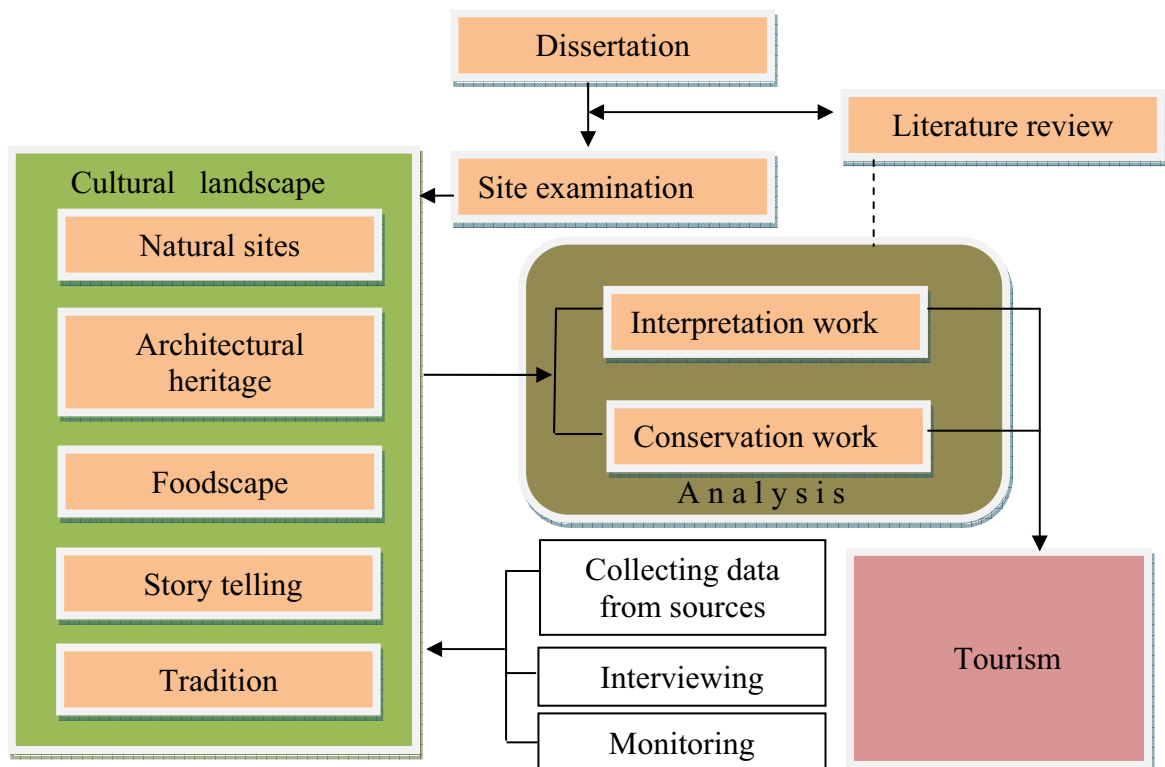 Dissertation
Literature review
Site examination
Cultural landscape
Natural sites
Architectural
heritage
Foodscape
Story telling
Tradition
Interpretation work
Conservation work
Analysis
Collecting data
from sources
Interviewing
Monitoring
Tourism